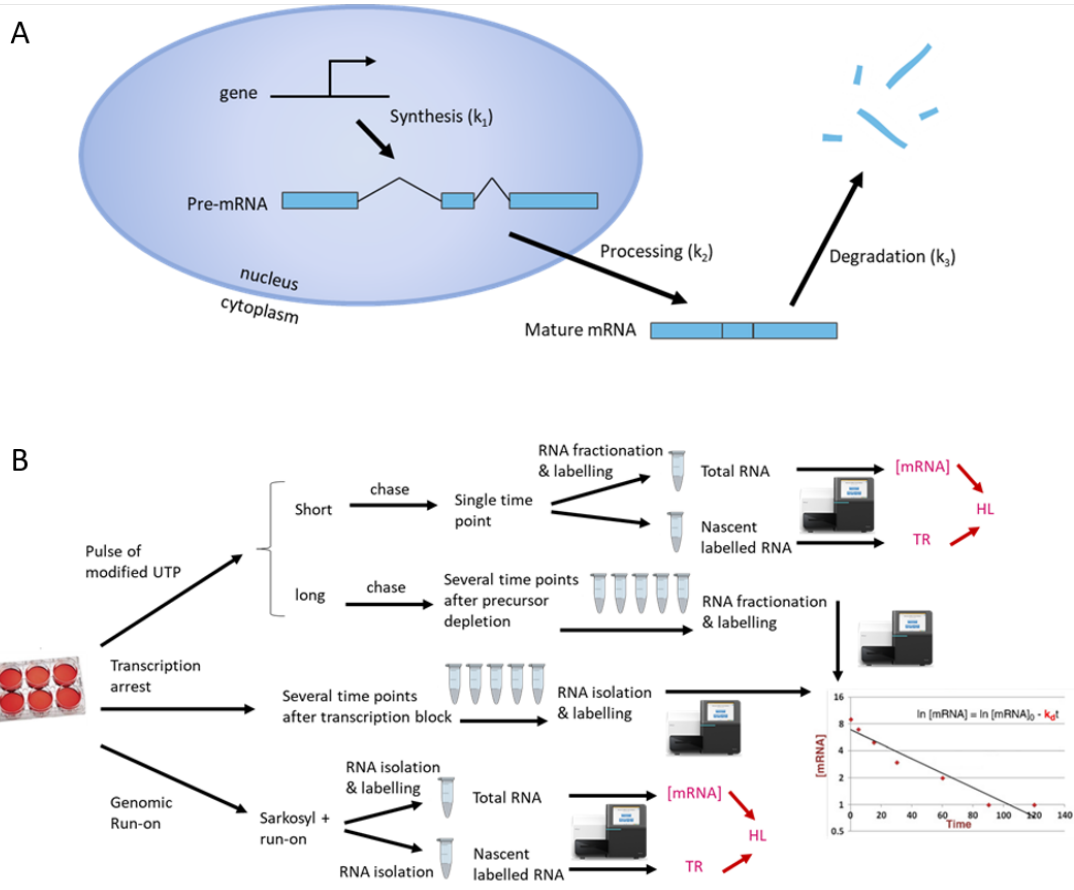 A
gene
Synthesis (k1)
Pre-mRNA
Processing (k2)
Degradation (k3)
nucleus
cytoplasm
Mature mRNA
B
Pulse of
modified UTP
Short
chase
Single time
point
RNA fractionation
& labelling
Total RNA
[mRNA]
Nascent
labelled RNA
TR
HL
long
chase
Several time points
after precursor
depletion
RNA fractionation
& labelling
Transcription
arrest
Several time points
after transcription block
RNA isolation
& labelling
Genomic
Run-on
Sarkosyl +
run-on
RNA isolation
& labelling
Total RNA
[mRNA]
RNA isolation
Nascent
labelled RNA
TR
HL
ln [mRNA] = ln [mRNA]0 - kdt
[mRNA]
16
8
4
2
1
0.5
0 20 40 60 80 100 120 140
Time